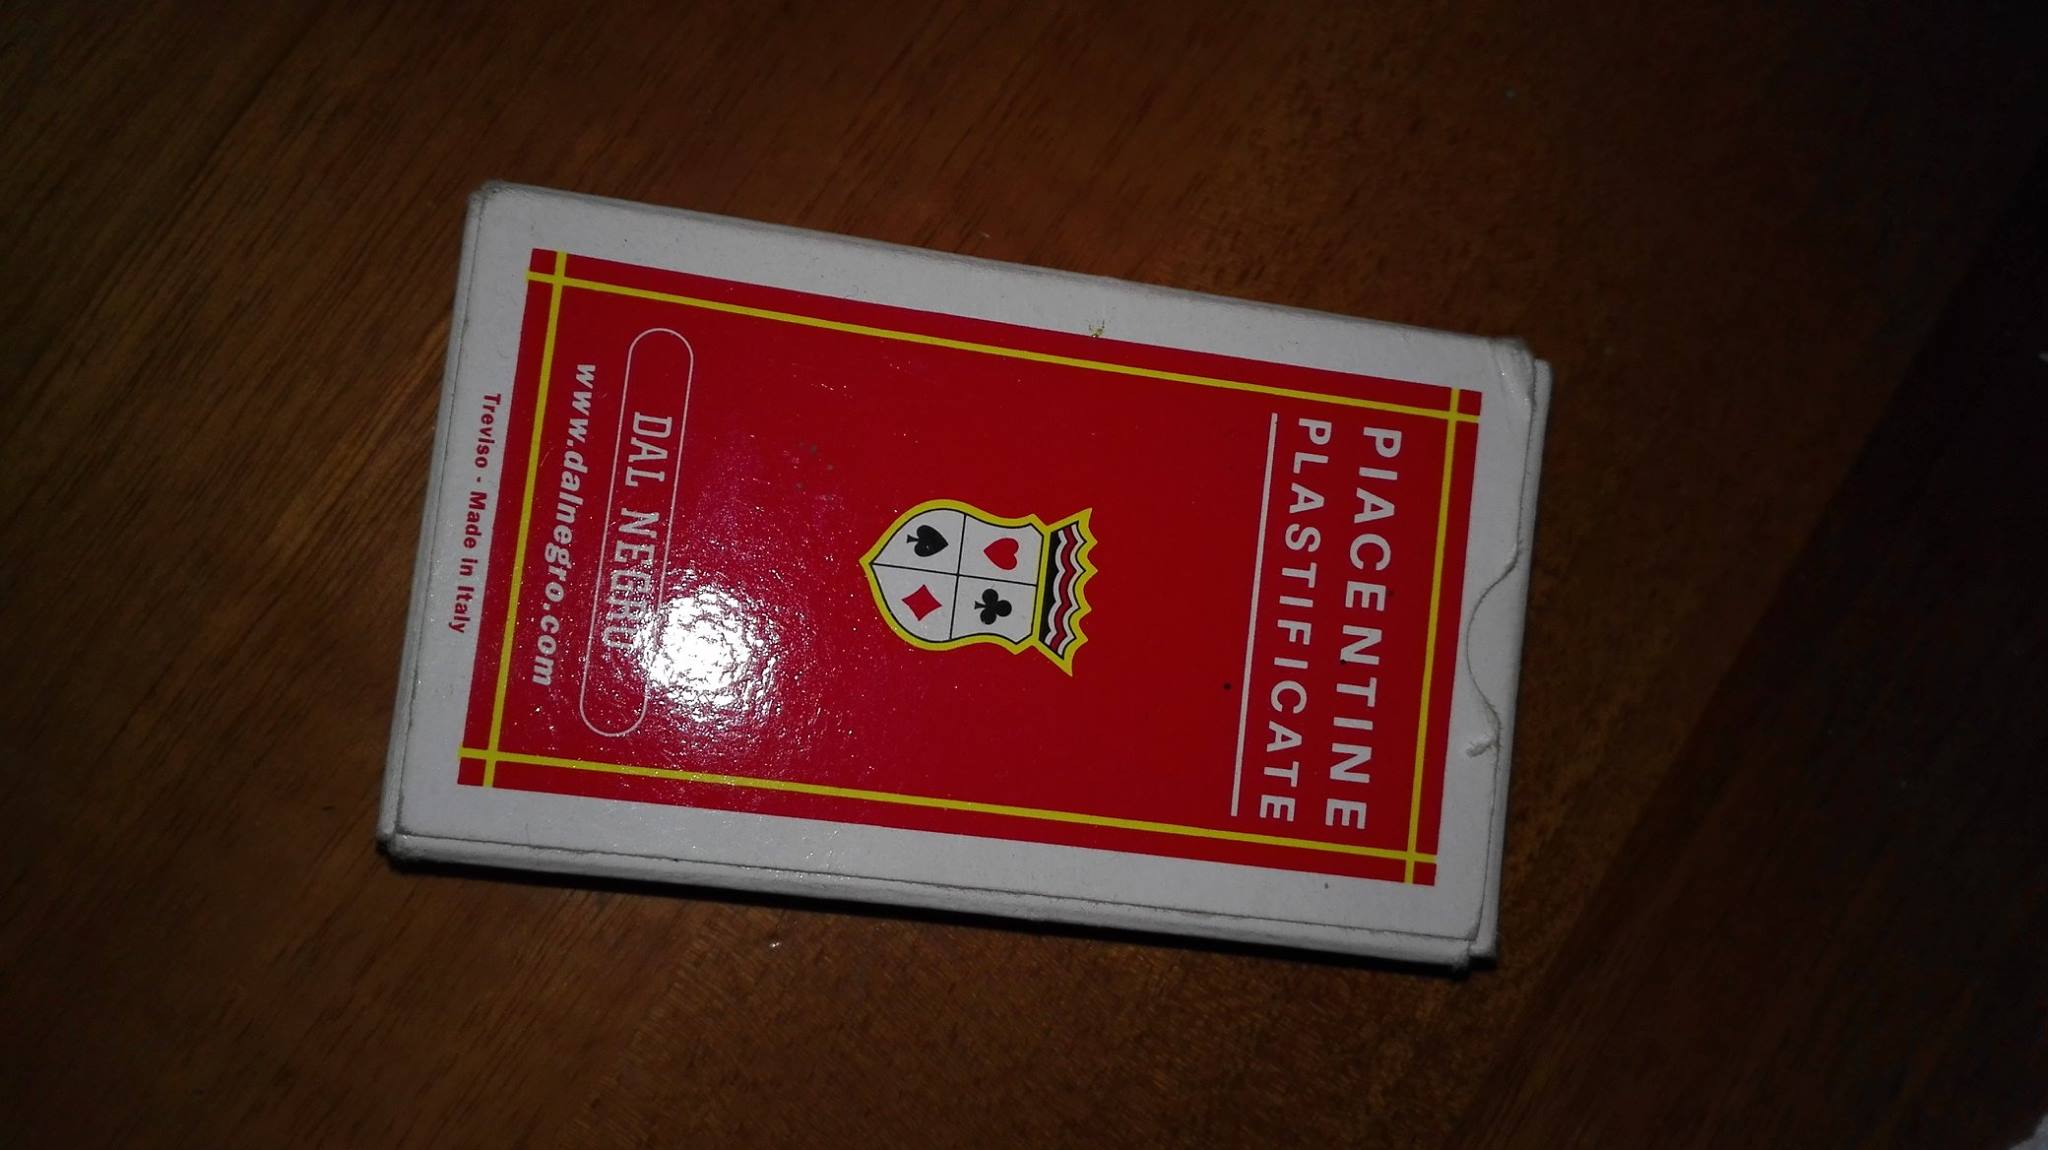 PIACENTINE
PLASTIFICATE
DAL NEGRO
www.dalnegro.com
Treviso - Made in Italy